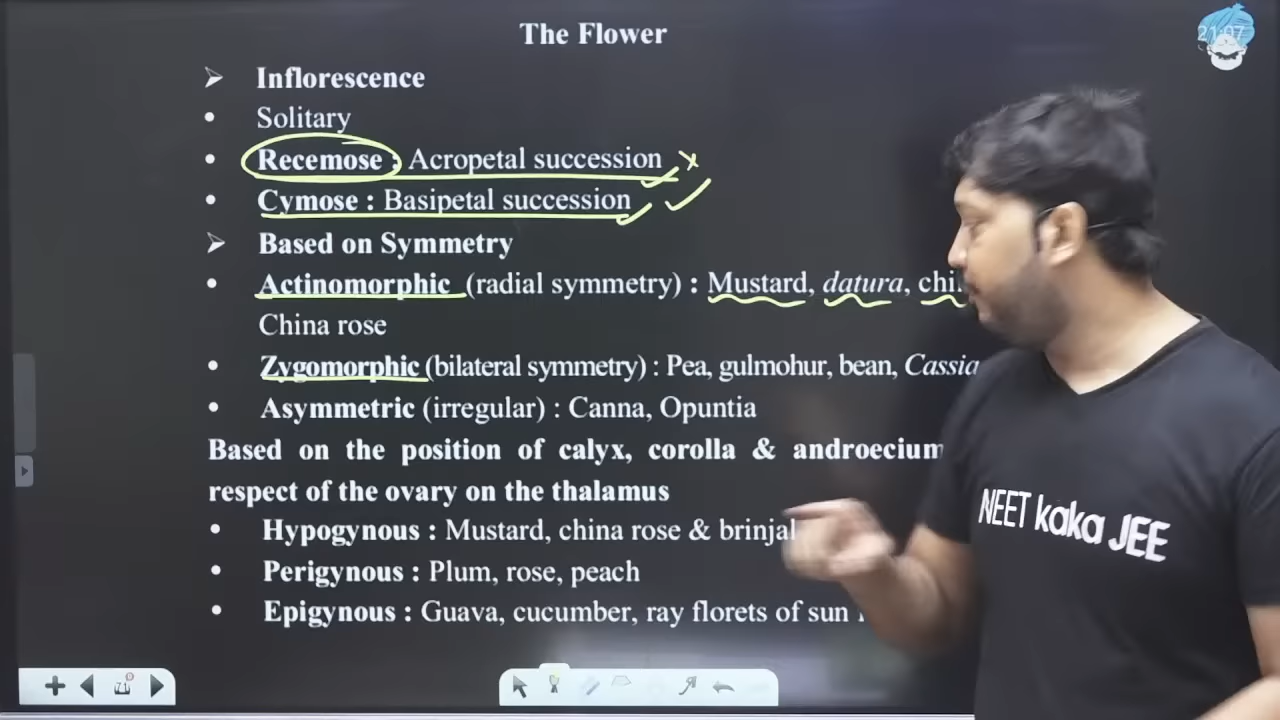 The Flower
21:07
Inflorescence
Solitary
Recemose : Acropetal succession
Cymose : Basipetal succession
Based on Symmetry
Actinomorphic (radial symmetry) : Mustard, datura,
China rose
Zygomorphic (bilateral symmetry) : Pea, gulmohur, bean, Cassia
Asymmetric (irregular) : Canna, Opuntia
Based on the position of calyx, corolla & androecium
respect of the ovary on the thalamus
Hypogynous : Mustard, china rose & brinjal
Perigynous : Plum, rose, peach
Epigynous : Guava, cucumber, ray florets of sun
NEET kaka JEE